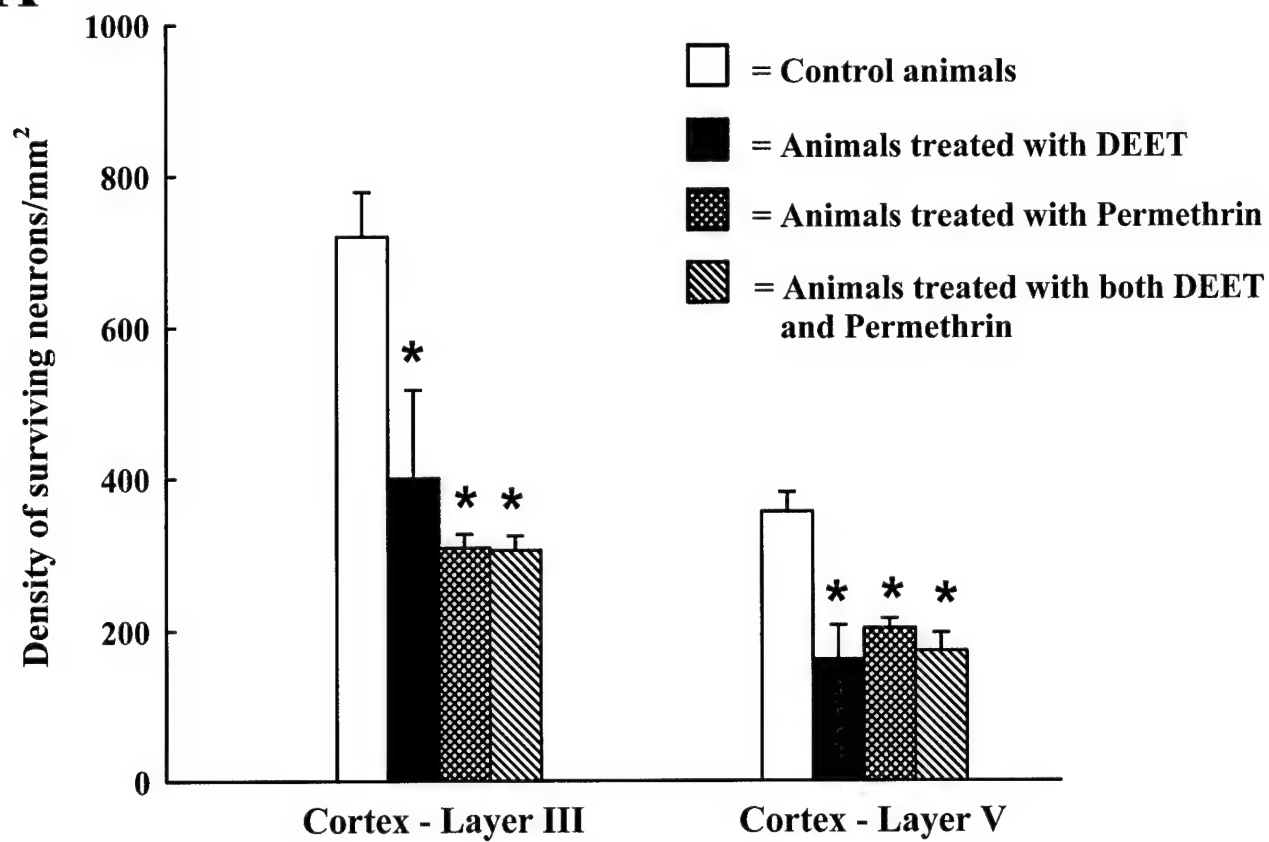 A
1000
800
600
400
200
0
Density of surviving neurons/mm²
= Control animals
= Animals treated with DEET
= Animals treated with Permethrin
= Animals treated with both DEET
and Permethrin
*
* *
* * *
Cortex - Layer III
Cortex - Layer V